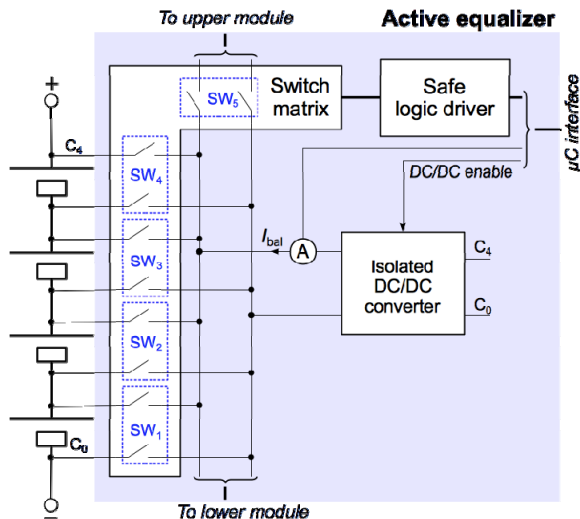 To upper module
Active equalizer
Switch
matrix
Safe
logic driver
SW5
μC interface
+
C4
SW4
DC/DC enable
Ibal
A
SW3
Isolated
DC/DC
converter
C4
C0
SW2
SW1
C0
To lower module